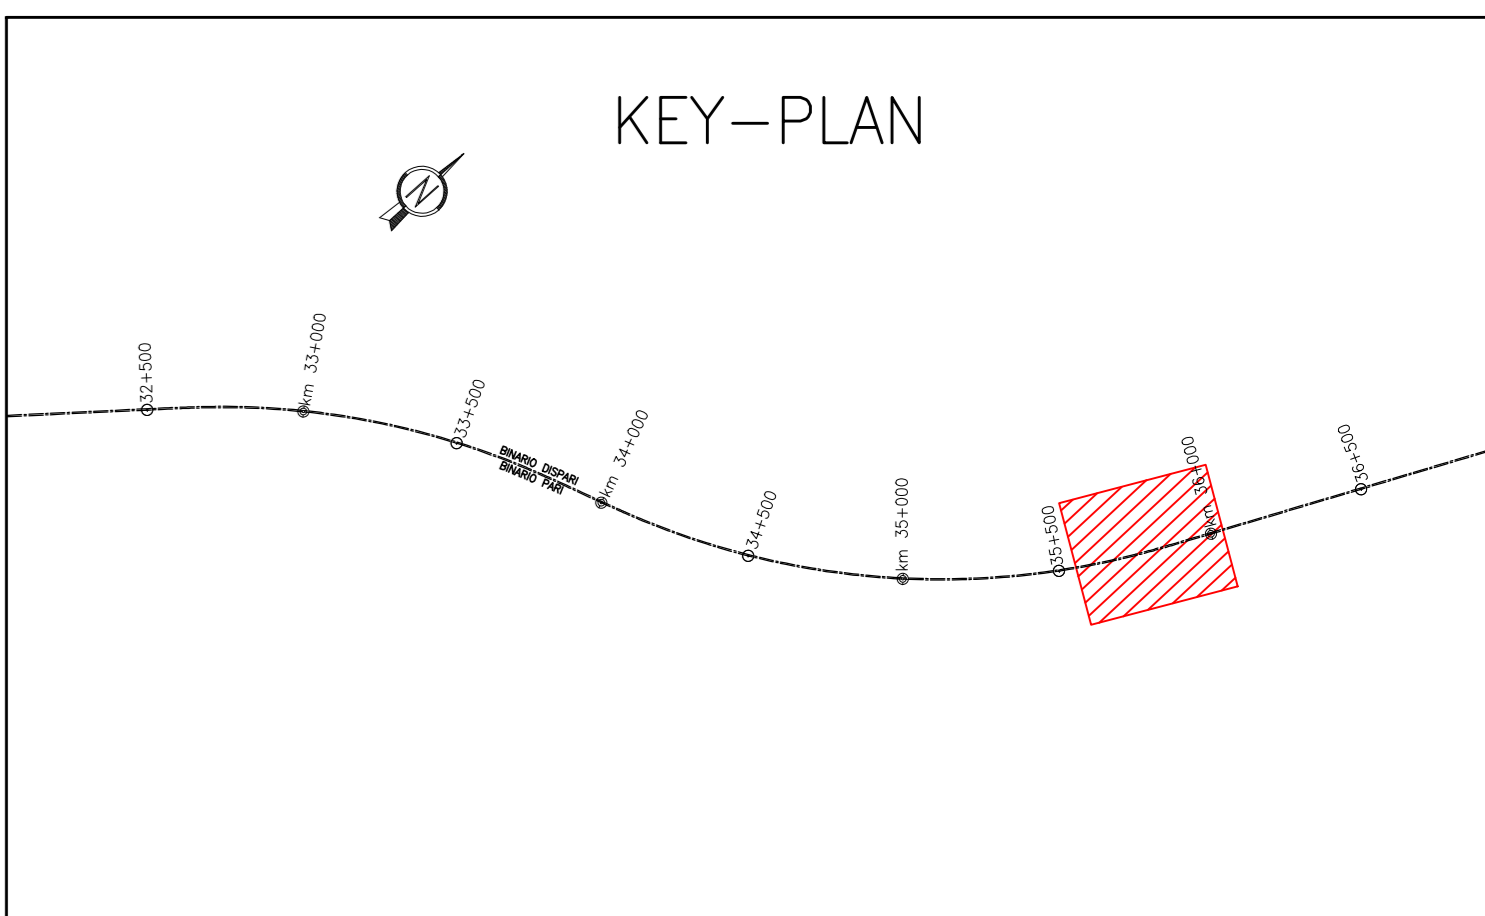 KEY-PLAN
N
32+500
km 33+000
33+500
BINARIO DISPARI
BINARIO PARI
km 34+000
34+500
km 35+000
35+500
km 36+000
36+500